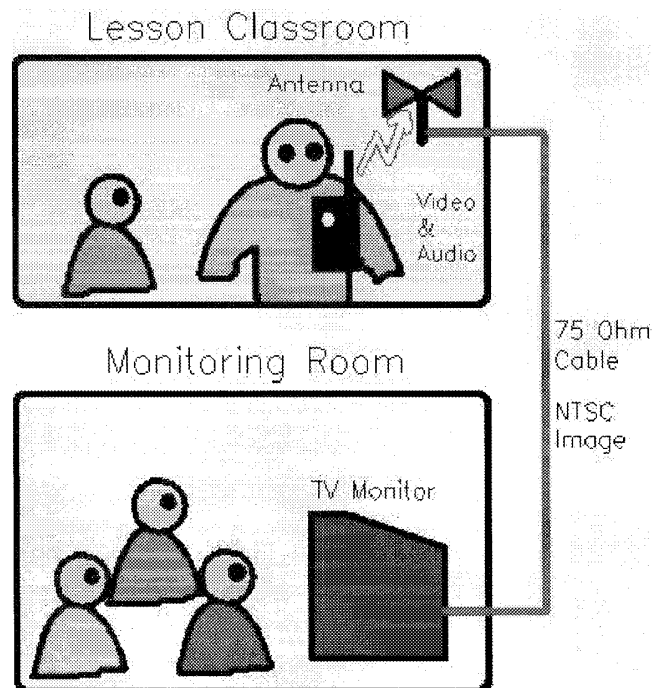 Lesson Classroom
Antenna
Video
&
Audio
75 Ohm
Cable
NTSC
Image
Monitoring Room
TV Monitor